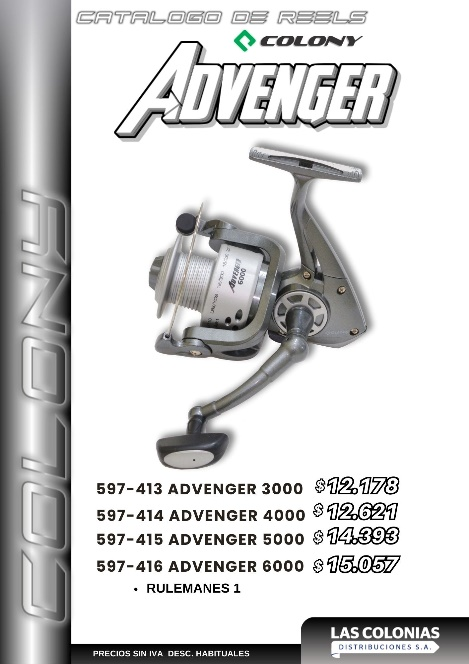 CATALOGO DE REELS
COLONY
ADVENGER
COLONY
ADVENGER
6000
597-413 ADVENGER 3000 $12.178
597-414 ADVENGER 4000 $12.621
597-415 ADVENGER 5000 $14.393
597-416 ADVENGER 6000 $15.057
• RULEMANES 1
PRECIOS SIN IVA DESC. HABITUALES
LAS COLONIAS
DISTRIBUCIONES S.A.